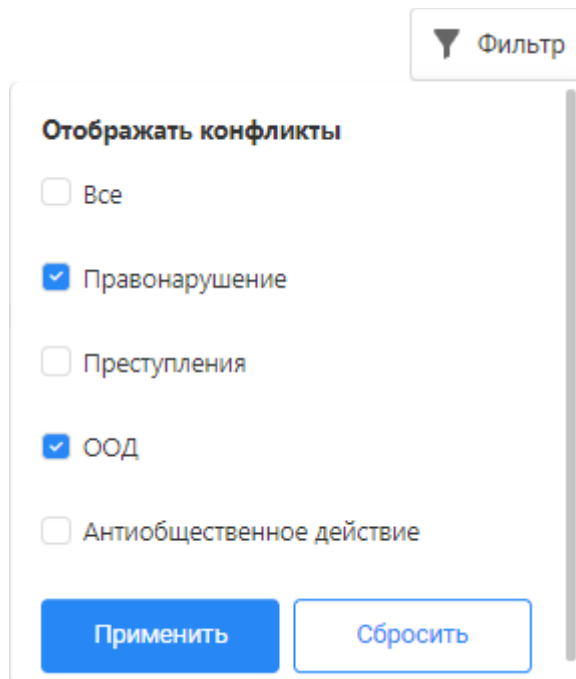 Фильтр
Отображать конфликты
Все
Правонарушение
Преступления
ООД
Антиобщественное действие
Применить
Сбросить